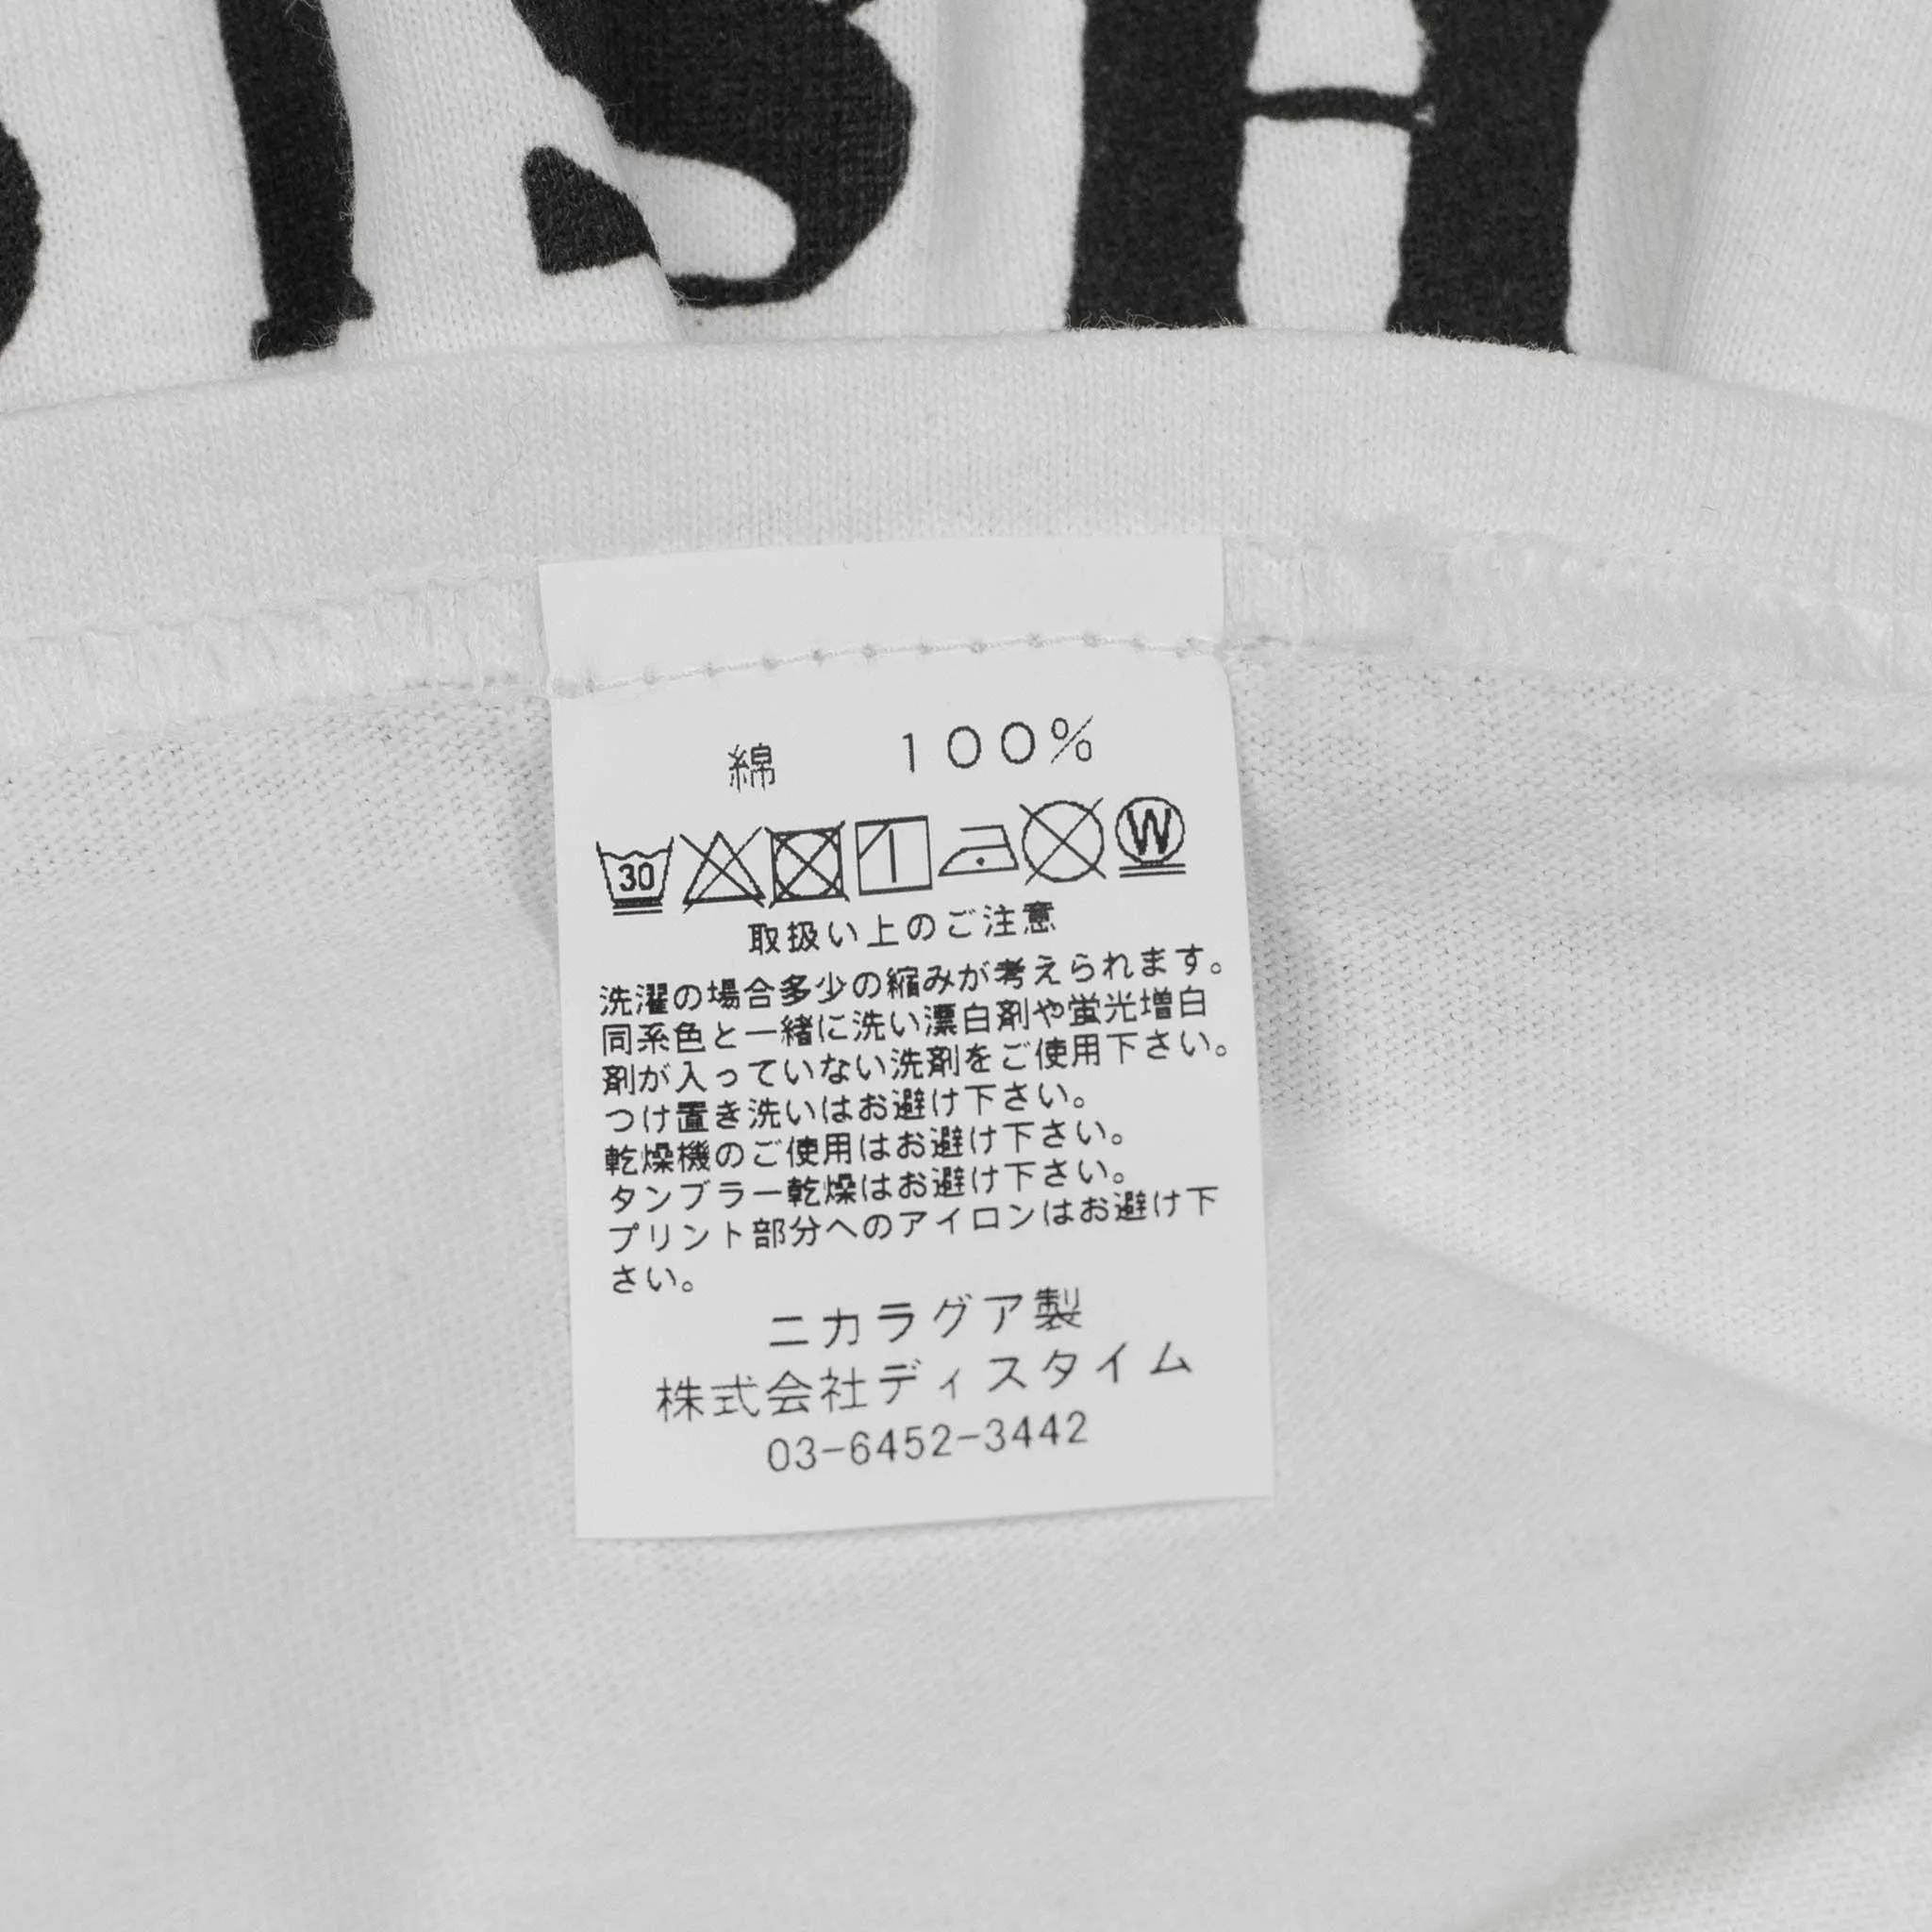 ISH
綿 100%
30 W
取扱い上のご注意
洗濯の場合多少の縮みが考えられます。
同系色と一緒に洗い漂白剤や蛍光増白
剤が入っていない洗剤をご使用下さい。
つけ置き洗いはお避け下さい。
乾燥機のご使用はお避け下さい。
タンブラー乾燥はお避け下さい。
プリント部分へのアイロンはお避け下
さい。
ニカラグア製
株式会社ディスタイム
03-6452-3442